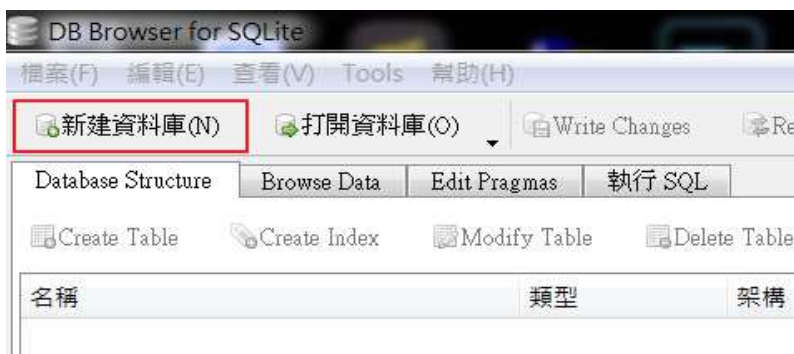 DB Browser for SQLite
檔案(F) 編輯(E) 查看(V) Tools 幫助(H)
新建資料庫(N) 打開資料庫(O) Write Changes Re
Database Structure Browse Data Edit Pragmas 執行 SQL
Create Table Create Index Modify Table Delete Table
名稱 類型 架構